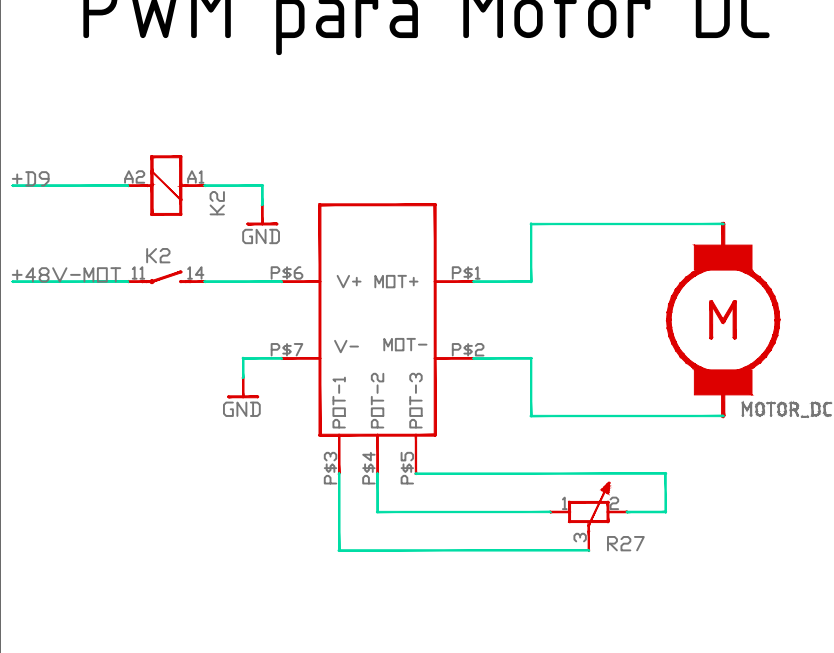 PWM para Motor DC
+D9 A2 A1
K2
GND
K2
+48V-MOT 11 14 P$6 V+ MOT+ P$1
M
P$7 V- MOT- P$2
GND
POT-1 POT-2 POT-3
MOTOR_DC
P$3 P$4 P$5
1 2
3 R27